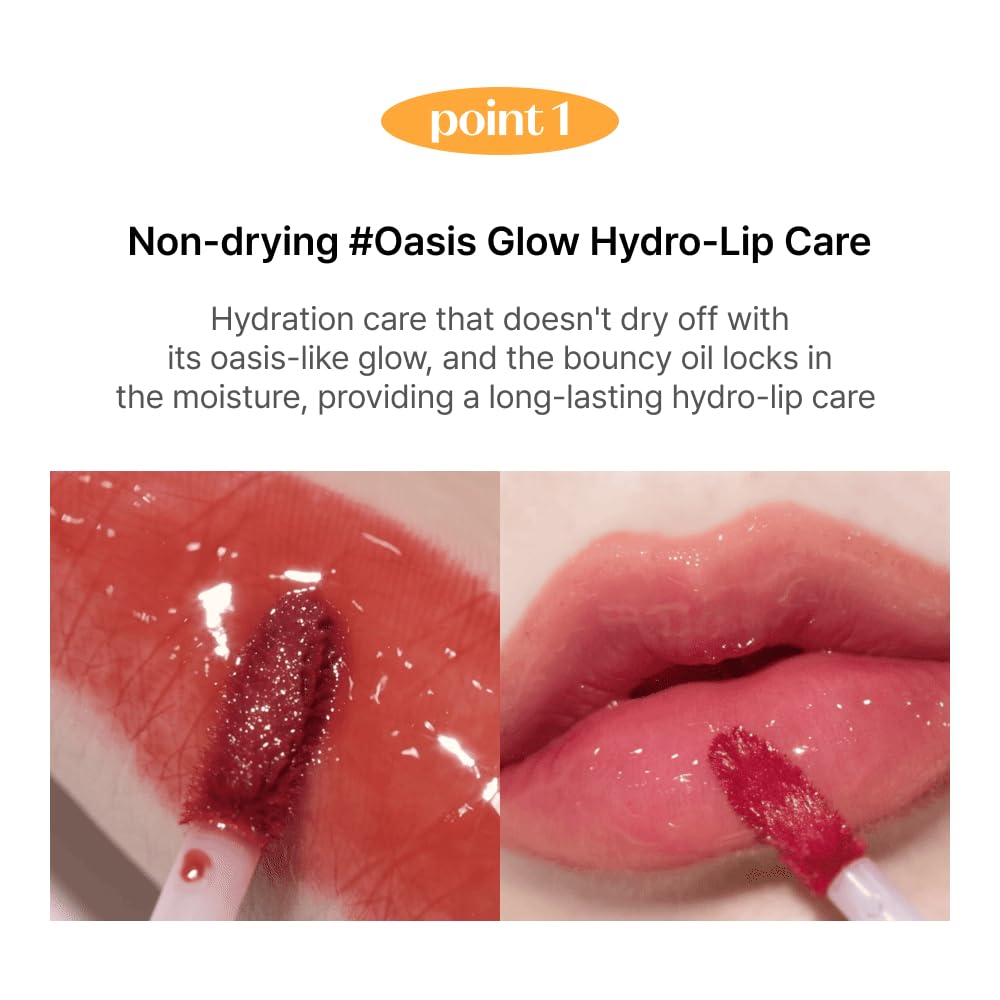 point 1
Non-drying #Oasis Glow Hydro-Lip Care
Hydration care that doesn't dry off with
its oasis-like glow, and the bouncy oil locks in
the moisture, providing a long-lasting hydro-lip care